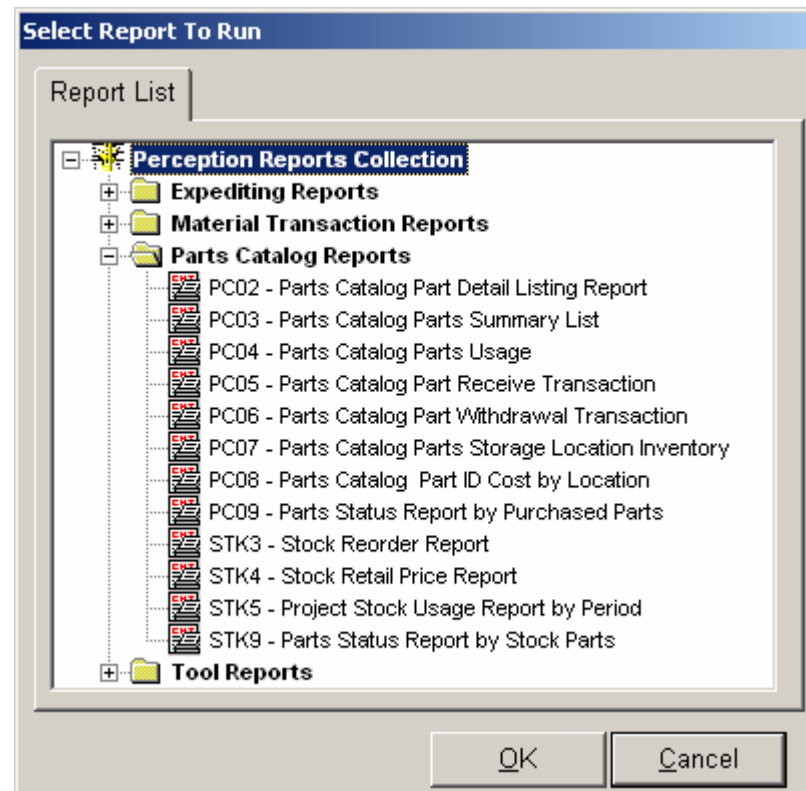 Select Report To Run
Report List
Perception Reports Collection
Expediting Reports
Material Transaction Reports
Parts Catalog Reports
PC02 - Parts Catalog Part Detail Listing Report
PC03 - Parts Catalog Parts Summary List
PC04 - Parts Catalog Parts Usage
PC05 - Parts Catalog Part Receive Transaction
PC06 - Parts Catalog Part Withdrawal Transaction
PC07 - Parts Catalog Parts Storage Location Inventory
PC08 - Parts Catalog  Part ID Cost by Location
PC09 - Parts Status Report by Purchased Parts
STK3 - Stock Reorder Report
STK4 - Stock Retail Price Report
STK5 - Project Stock Usage Report by Period
STK9 - Parts Status Report by Stock Parts
Tool Reports
OK Cancel